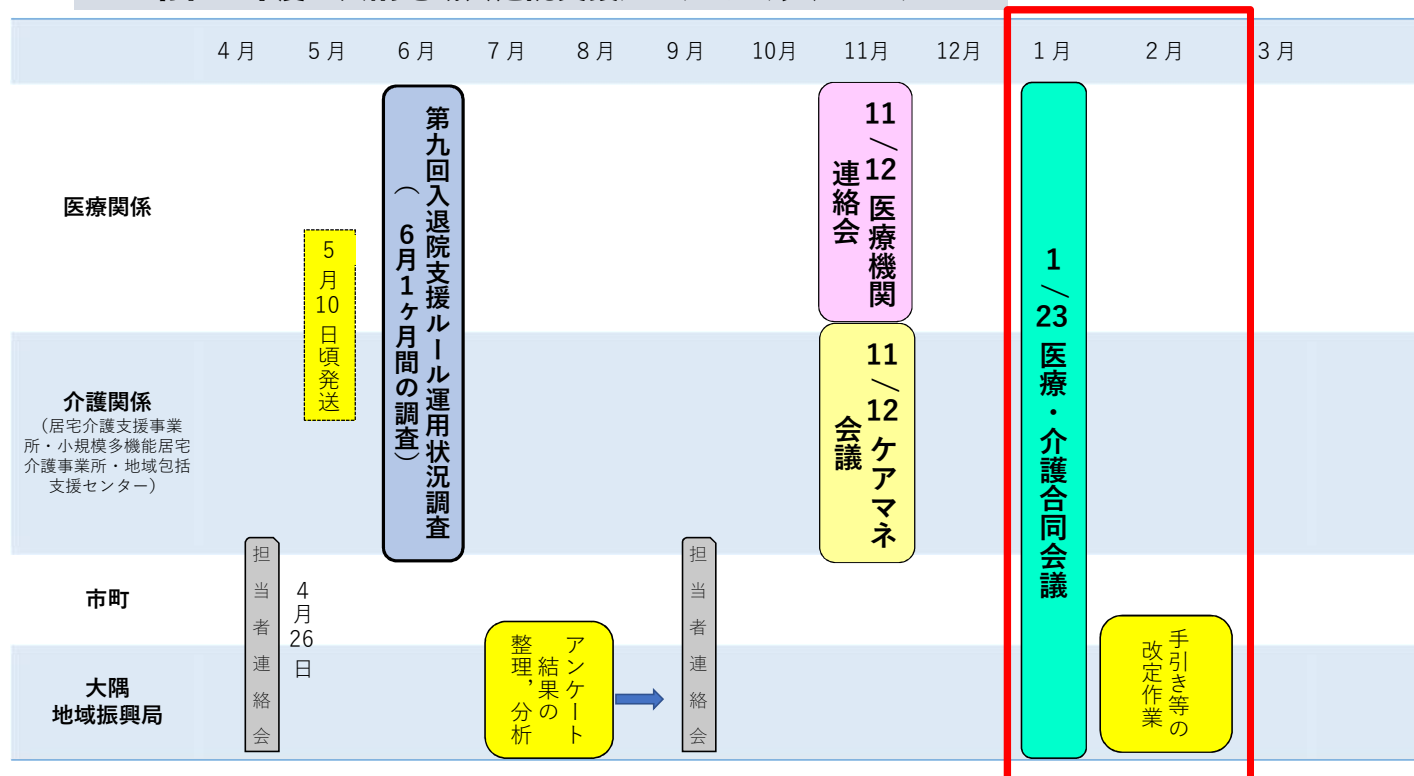 4月 5月 6月 7月 8月 9月 10月 11月 12月 1月 2月 3月
医療関係
介護関係
(居宅介護支援事業
所・小規模多機能居宅
介護事業所・地域包括
支援センター)
市町
大隅
地域振興局
担当者連絡会
4月26日
5月10日頃発送
第九回入退院支援ルール運用状況調査
(6月1ヶ月間の調査)
アンケート
結果の
整理,分析
担当者連絡会
11/12医療機関
連絡会
11/12ケアマネ
会議
1/23医療・介護合同会議
手引き等の
改定作業